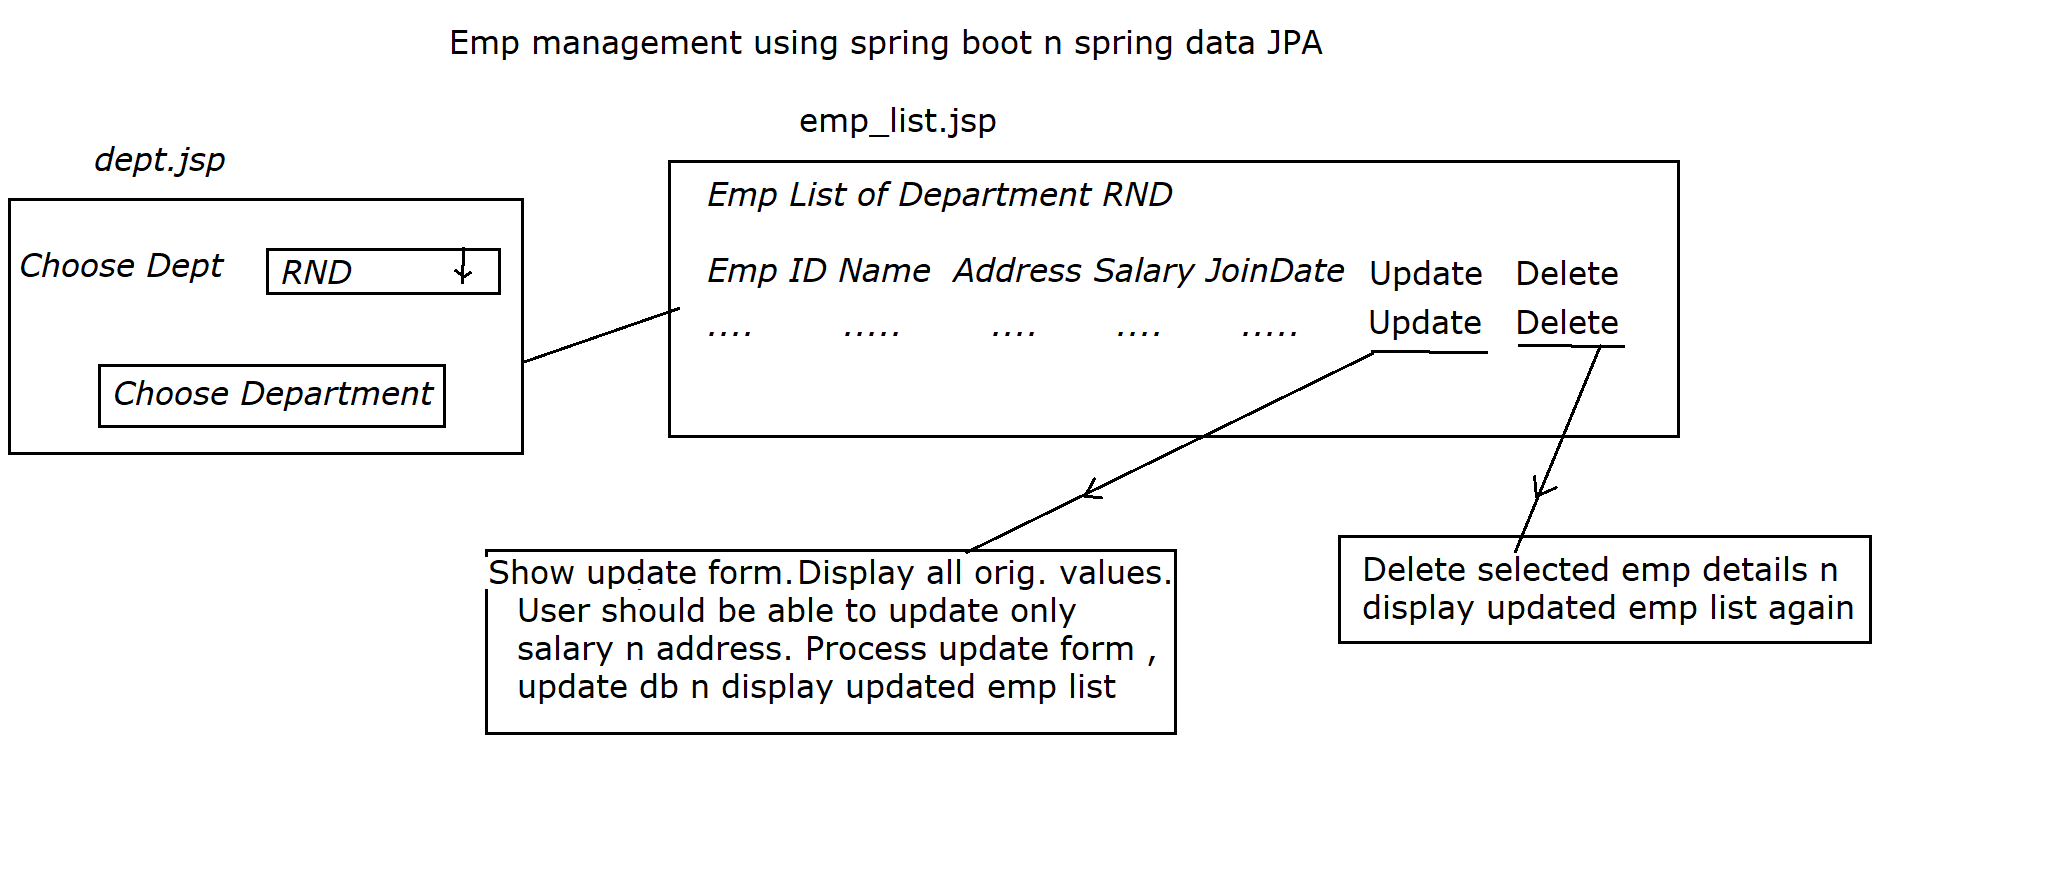 Emp management using spring boot n spring data JPA
emp_list.jsp
dept.jsp
Choose Dept RND
Choose Department
Emp List of Department RND
Emp ID Name Address Salary JoinDate Update Delete
.... ..... .... .... ..... Update Delete
Show update form.Display all orig. values.
User should be able to update only
salary n address. Process update form ,
update db n display updated emp list
Delete selected emp details n
display updated emp list again